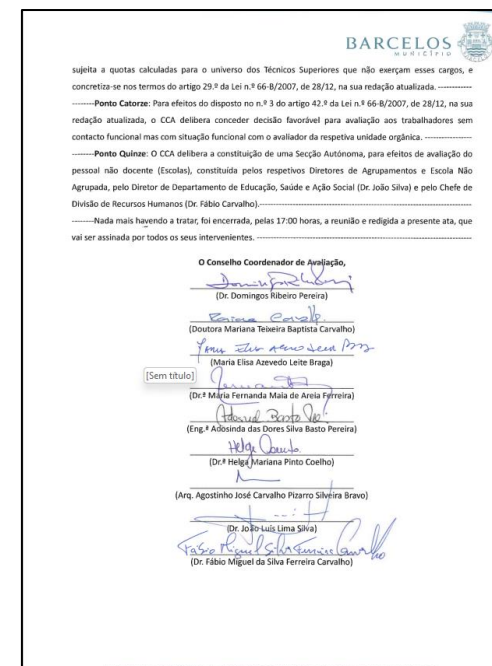 BARCELOS
MUNICÍPIO
sujeita a quotas calculadas para o universo dos Técnicos Superiores que não exerçam esses cargos, e
concretiza-se nos termos do artigo 29.º da Lei n.º 66-B/2007, de 28/12, na sua redação atualizada. ------------
--------Ponto Catorze: Para efeitos do disposto no n.º 3 do artigo 42.º da Lei n.º 66-B/2007, de 28/12, na sua
redação atualizada, o CCA delibera conceder decisão favorável para avaliação aos trabalhadores sem
contacto funcional mas com situação funcional com o avaliador da respetiva unidade orgânica. -----------------
--------Ponto Quinze: O CCA delibera a constituição de uma Secção Autónoma, para efeitos de avaliação do
pessoal não docente (Escolas), constituída pelos respetivos Diretores de Agrupamentos e Escola Não
Agrupada, pelo Diretor de Departamento de Educação, Saúde e Ação Social (Dr. João Silva) e pelo Chefe de
Divisão de Recursos Humanos (Dr. Fábio Carvalho).----------------------------------------------------------------
--------Nada mais havendo a tratar, foi encerrada, pelas 17:00 horas, a reunião e redigida a presente ata, que
vai ser assinada por todos os seus intervenientes. ----------------------------------------------------------------
O Conselho Coordenador de Avaliação,
(Dr. Domingos Ribeiro Pereira)
(Doutora Mariana Teixeira Baptista Carvalho)
(Maria Elisa Azevedo Leite Braga)
[Sem título]
(Dr.ª Maria Fernanda Maia de Areia Ferreira)
Adosinda Basto
(Eng.ª Adosinda das Dores Silva Basto Pereira)
Helga Coelho
(Dr.ª Helga Mariana Pinto Coelho)
(Arq. Agostinho José Carvalho Pizarro Silveira Bravo)
(Dr. João Luís Lima Silva)
Fábio Miguel Silva Ferreira Carvalho
(Dr. Fábio Miguel da Silva Ferreira Carvalho)